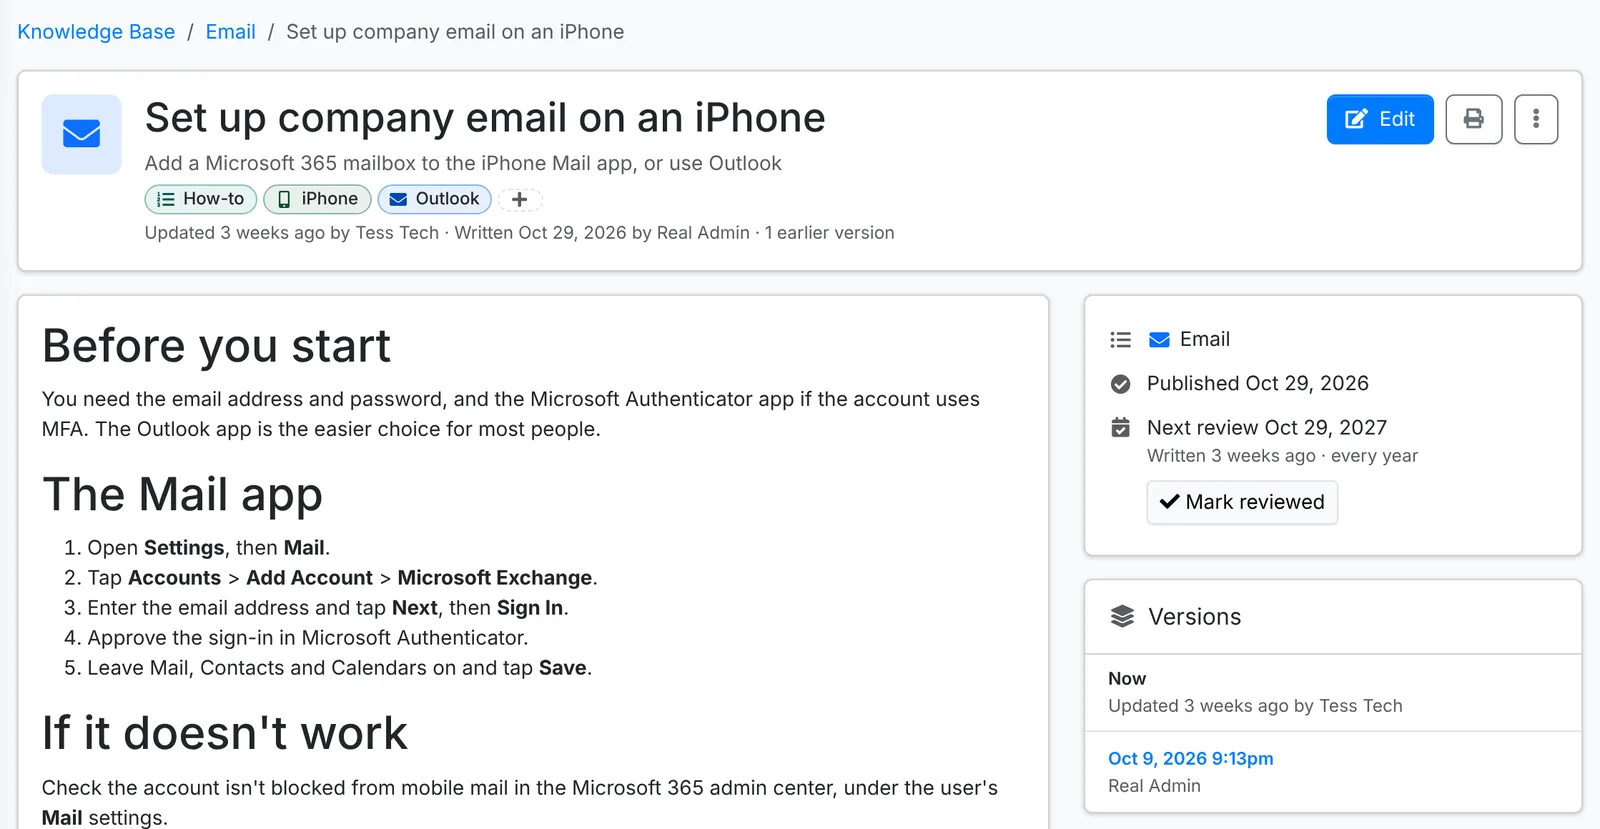 Knowledge Base / Email / Set up company email on an iPhone
Set up company email on an iPhone
Edit
Add a Microsoft 365 mailbox to the iPhone Mail app, or use Outlook
How-to iPhone Outlook +
Updated 3 weeks ago by Tess Tech · Written Oct 29, 2026 by Real Admin · 1 earlier version
Before you start
You need the email address and password, and the Microsoft Authenticator app if the account uses
MFA. The Outlook app is the easier choice for most people.
The Mail app
1. Open Settings, then Mail.
2. Tap Accounts > Add Account > Microsoft Exchange.
3. Enter the email address and tap Next, then Sign In.
4. Approve the sign-in in Microsoft Authenticator.
5. Leave Mail, Contacts and Calendars on and tap Save.
If it doesn't work
Check the account isn't blocked from mobile mail in the Microsoft 365 admin center, under the user's
Mail settings.
Email
Published Oct 29, 2026
Next review Oct 29, 2027
Written 3 weeks ago · every year
Mark reviewed
Versions
Now
Updated 3 weeks ago by Tess Tech
Oct 9, 2026 9:13pm
Real Admin